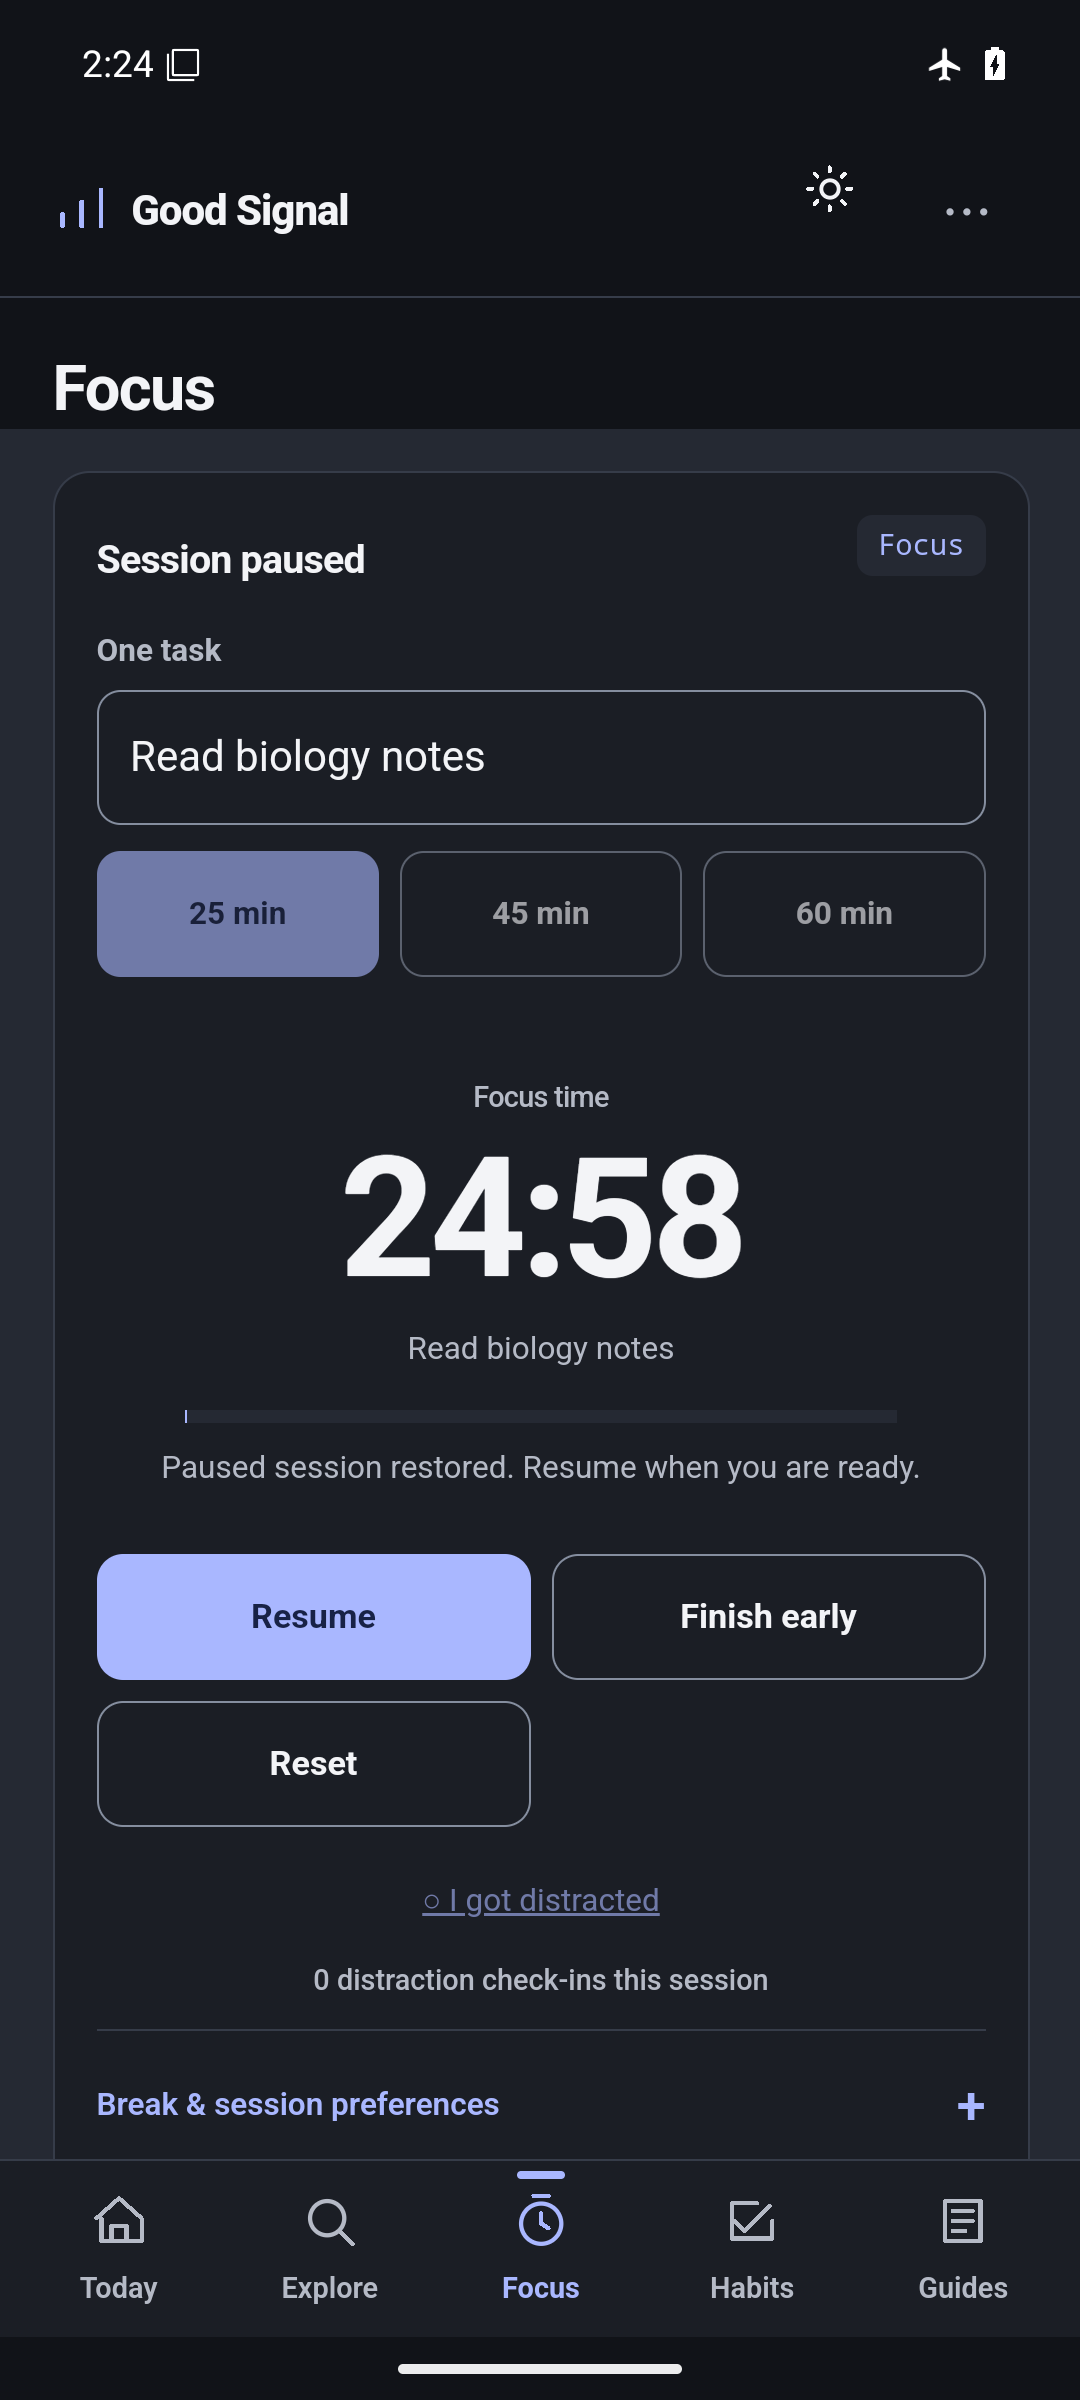 2:24
Good Signal
Focus
Session paused
Focus
One task
Read biology notes
25 min
45 min
60 min
Focus time
24:58
Read biology notes
Paused session restored. Resume when you are ready.
Resume
Finish early
Reset
○ I got distracted
0 distraction check-ins this session
Break & session preferences
+
Today
Explore
Focus
Habits
Guides